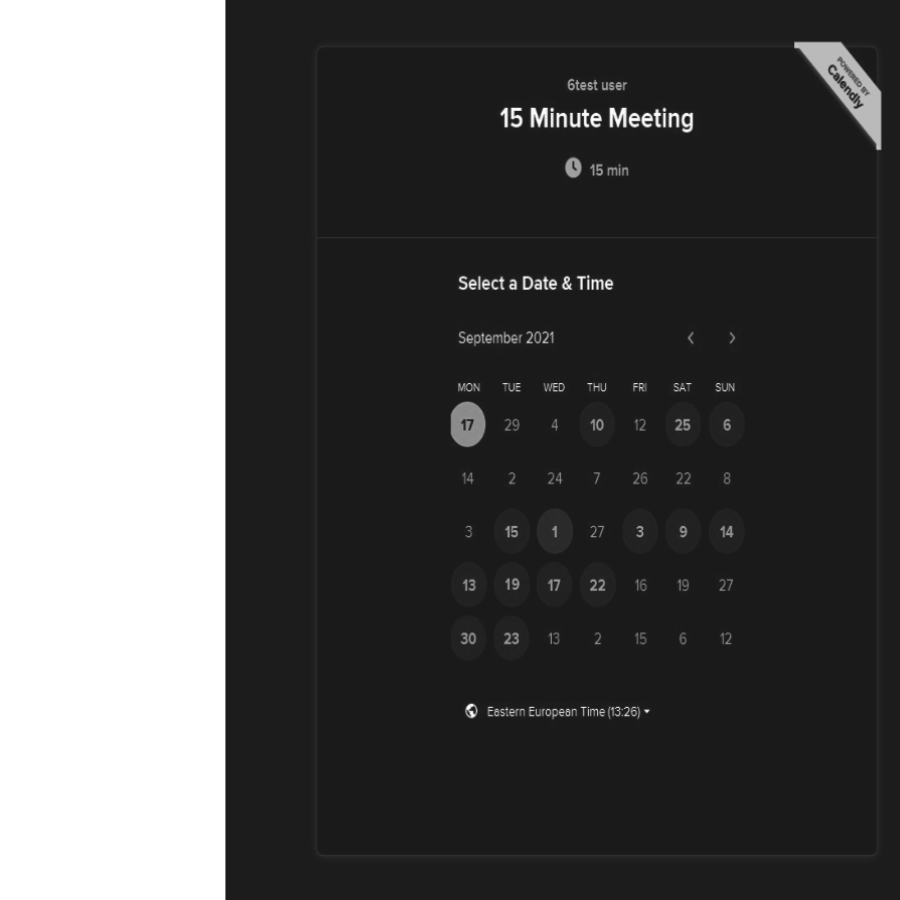 POWERED BY
Calendly
6test user
15 Minute Meeting
15 min
Select a Date & Time
September 2021
MON TUE WED THU FRI SAT SUN
17 29 4 10 12 25 6
14 2 24 7 26 22 8
3 15 1 27 3 9 14
13 19 17 22 16 19 27
30 23 13 2 15 6 12
Eastern European Time (13:26)